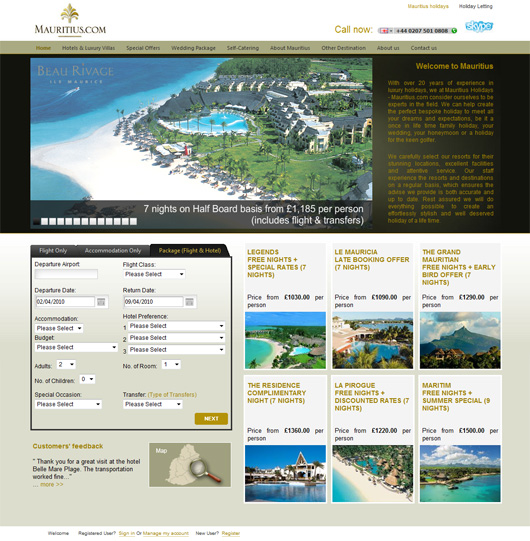 Mauritius holidays Holiday Letting
MAURITIUS.COM
Call now: +44 0207 501 0808
skype
Home Hotels & Luxury Villas Special Offers Wedding Package Self-Catering About Mauritius Other Destination About us Contact us
BEAU RIVAGE
ILE MAURICE
7 nights on Half Board basis from £1,185 per person
(includes flight & transfers)
Welcome to Mauritius
With over 20 years of experience in
luxury holidays, we at Mauritius Holidays
- Mauritius.com consider ourselves to be
experts in the field. We can help create
the perfect bespoke holiday to meet all
your dreams and expectations, be it a
once in life time family holiday, your
wedding, your honeymoon or a holiday
for the keen golfer.
We carefully select our resorts for their
stunning locations, excellent facilities
and attentive service. Our staff
experience the resorts and destinations
on a regular basis, which ensures the
advise we provide is both accurate and
up to date. Rest assured we will do
everything possible to create an
effortlessly stylish and well deserved
holiday of a life time.
Flight Only Accommodation Only Package (Flight & Hotel)
Departure Airport: Flight Class:
Please Select
Departure Date: Return Date:
02/04/2010 09/04/2010
Accommodation: Hotel Preference:
Please Select 1 Please Select
Budget: 2 Please Select
Please Select 3 Please Select
Adults: 2 No. of Room: 1
No. of Children: 0
Special Occasion: Transfer: (Type of Transfers)
Please Select Please Select
NEXT
Customers' feedback
" Thank you for a great visit at the hotel
Belle Mare Plage. The transportation
worked fine..."
... more >>
Map
LEGENDS
FREE NIGHTS +
SPECIAL RATES (7
NIGHTS)
Price from £1030.00 per
person
LE MAURICIA
LATE BOOKING OFFER
(7 NIGHTS)
Price from £1090.00 per
person
THE GRAND
MAURITIAN
FREE NIGHTS + EARLY
BIRD OFFER (7
NIGHTS)
Price from £1290.00 per
person
THE RESIDENCE
COMPLIMENTARY
NIGHT (7 NIGHTS)
Price from £1360.00 per
person
LA PIROGUE
FREE NIGHTS +
DISCOUNTED RATES (7
NIGHTS)
Price from £1220.00 per
person
MARITIM
FREE NIGHTS +
SUMMER SPECIAL (9
NIGHTS)
Price from £1500.00 per
person
Welcome Registered User? Sign in Or Manage my account New User? Register